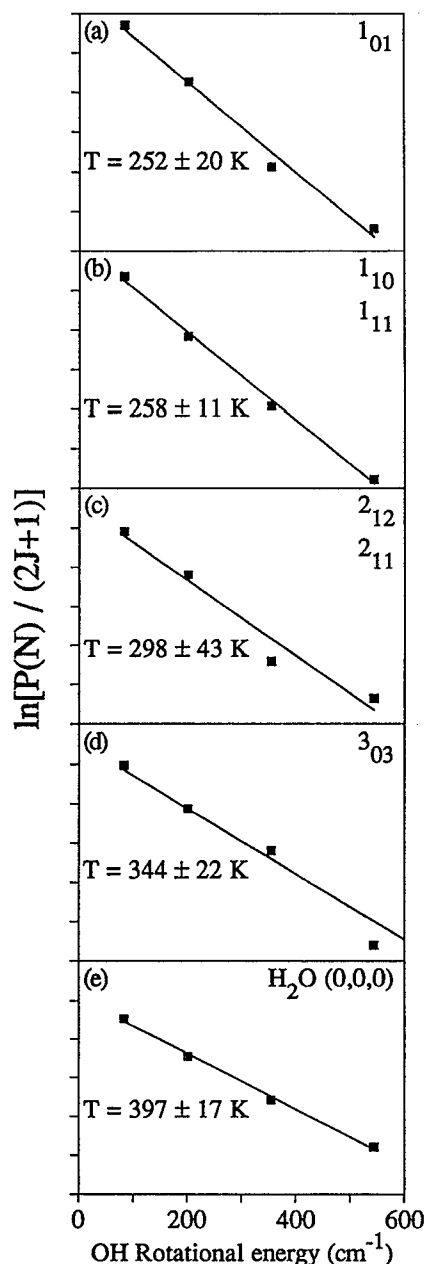 ln[P(N) / (2J+1)]
(a) 1₀₁
T = 252 ± 20 K
(b) 1₁₀
1₁₁
T = 258 ± 11 K
(c) 2₁₂
2₁₁
T = 298 ± 43 K
(d) 3₀₃
T = 344 ± 22 K
(e) H₂O (0,0,0)
T = 397 ± 17 K
0 200 400 600
OH Rotational energy (cm⁻¹)